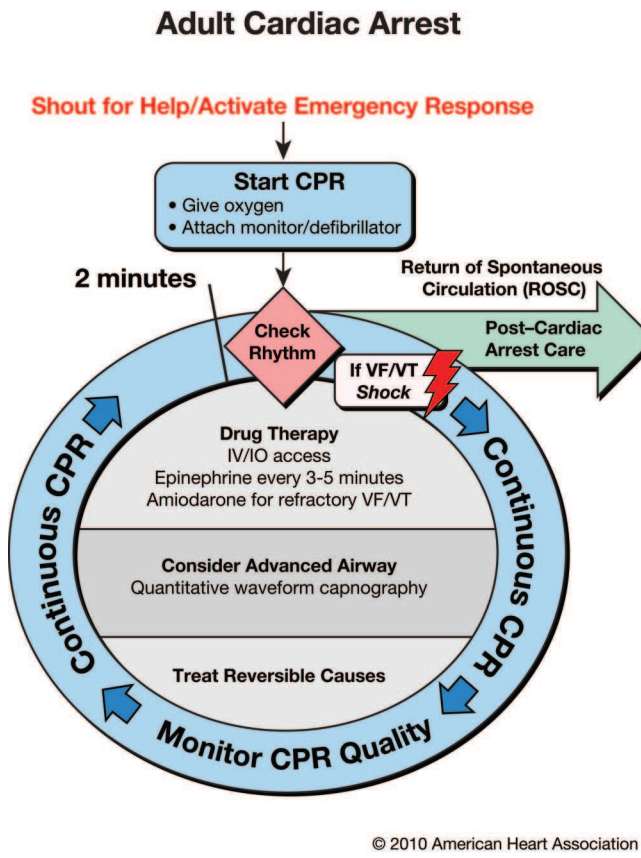 Adult Cardiac Arrest
Shout for Help/Activate Emergency Response
Start CPR
• Give oxygen
• Attach monitor/defibrillator
2 minutes
Check
Rhythm
Return of Spontaneous
Circulation (ROSC)
Post–Cardiac
Arrest Care
If VF/VT
Shock
Drug Therapy
IV/IO access
Epinephrine every 3-5 minutes
Amiodarone for refractory VF/VT
Consider Advanced Airway
Quantitative waveform capnography
Treat Reversible Causes
Continuous CPR
Monitor CPR Quality
Continuous CPR
© 2010 American Heart Association